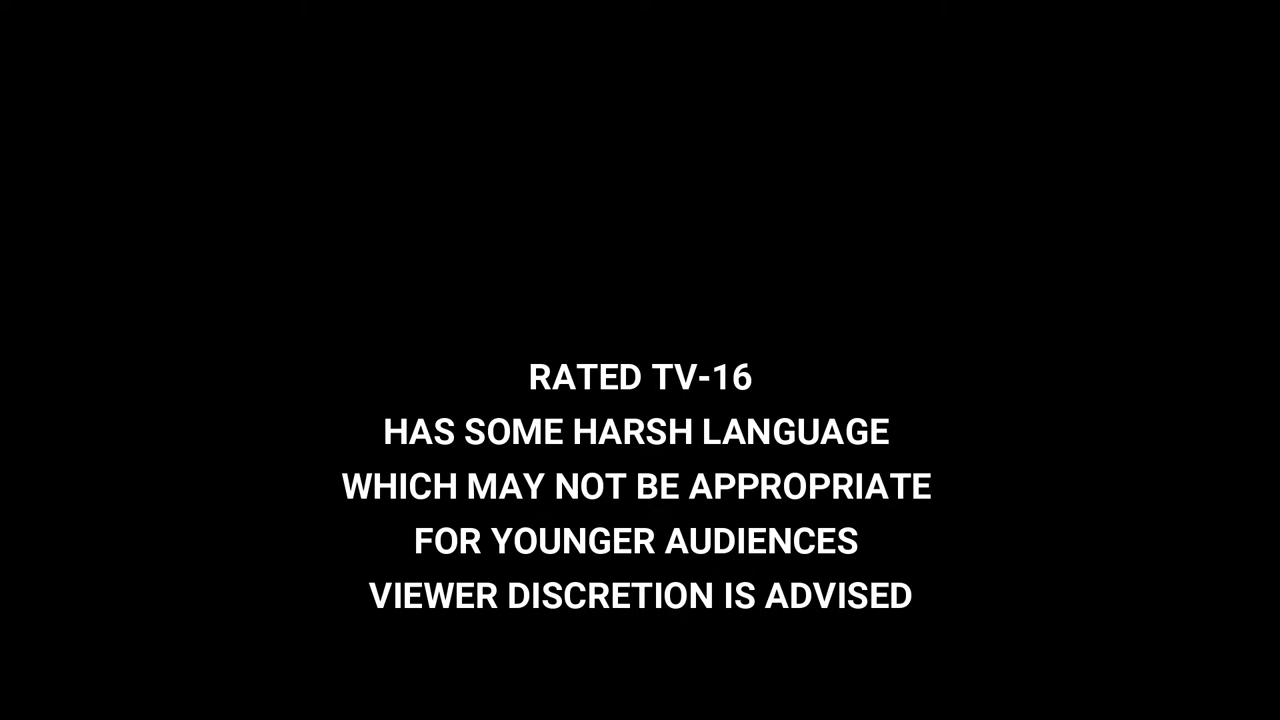 RATED TV-16
HAS SOME HARSH LANGUAGE
WHICH MAY NOT BE APPROPRIATE
FOR YOUNGER AUDIENCES
VIEWER DISCRETION IS ADVISED